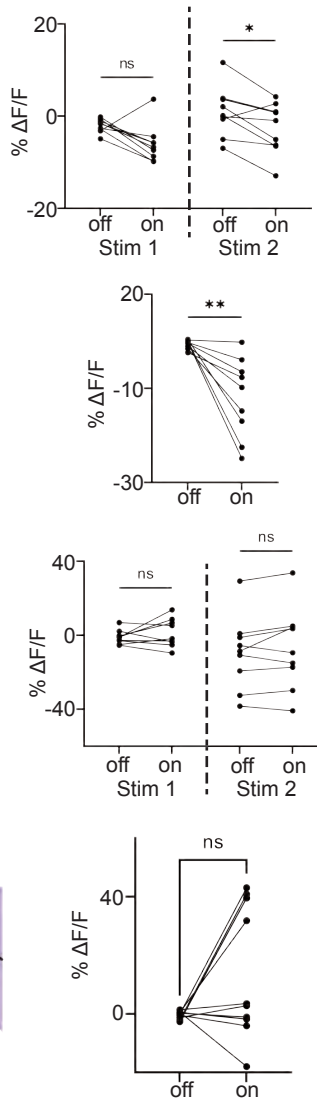 20
ns
*
% ΔF/F
0
-20
off on off on
Stim 1 Stim 2
20
**
% ΔF/F
-10
-30
off on
40
ns
ns
% ΔF/F
0
-40
off on off on
Stim 1 Stim 2
ns
40
% ΔF/F
0
off on